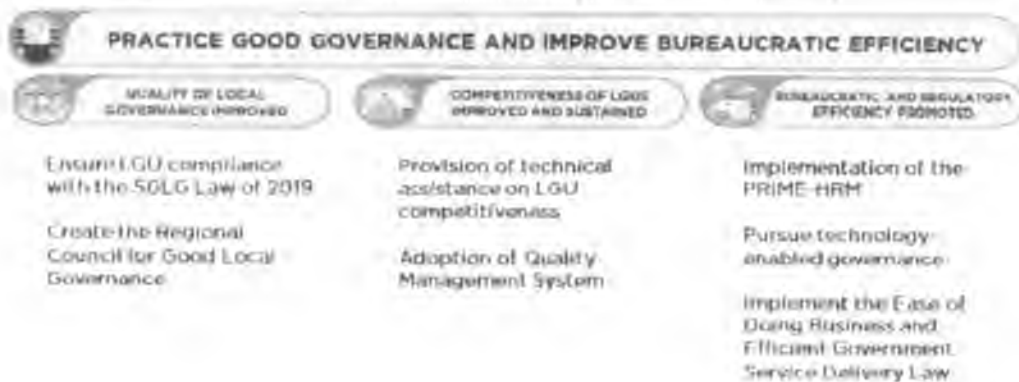 PRACTICE GOOD GOVERNANCE AND IMPROVE BUREAUCRATIC EFFICIENCY
QUALITY OF LOCAL
GOVERNANCE IMPROVED
Ensure LGU compliance
with the SGLG Law of 2019
Create the Regional
Council for Good Local
Governance
COMPETITIVENESS OF LGUS
IMPROVED AND SUSTAINED
Provision of technical
assistance on LGU
competitiveness
Adoption of Quality
Management System
BUREAUCRATIC AND REGULATORY
EFFICIENCY PROMOTED
Implementation of the
PRIME-HRM
Pursue technology-
enabled governance
Implement the Ease of
Doing Business and
Efficient Government
Service Delivery Law